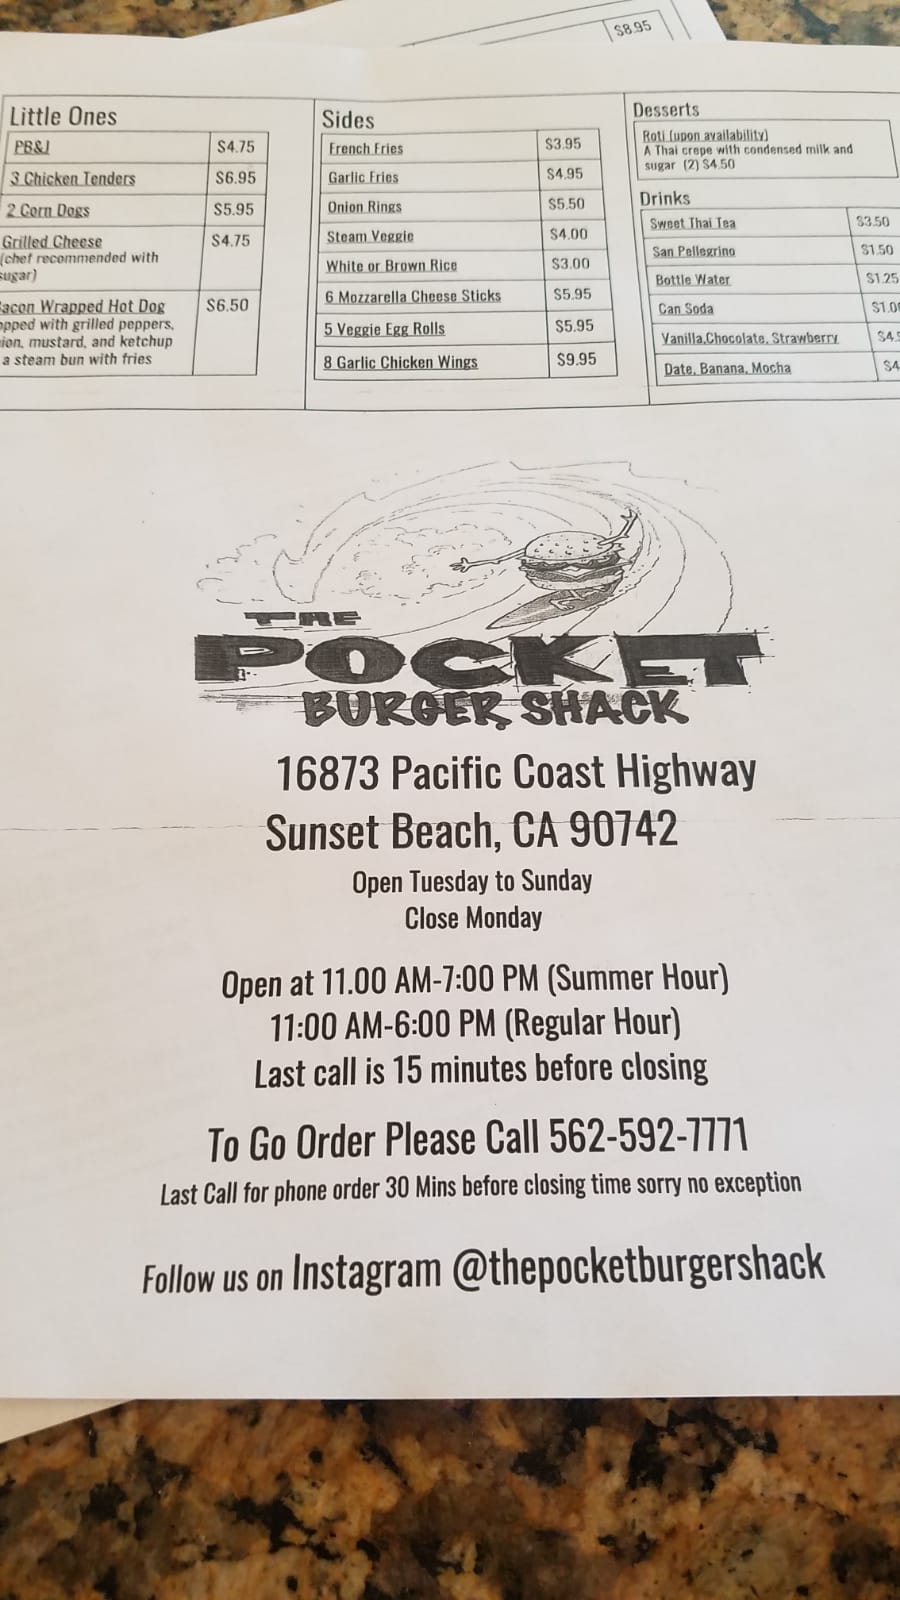 $8.95
Little Ones
PB&J $4.75
3 Chicken Tenders $6.95
2 Corn Dogs $5.95
Grilled Cheese $4.75
(chef recommended with
sugar)
Bacon Wrapped Hot Dog $6.50
opped with grilled peppers,
nion, mustard, and ketchup
a steam bun with fries
Sides
French Fries $3.95
Garlic Fries $4.95
Onion Rings $5.50
Steam Veggie $4.00
White or Brown Rice $3.00
6 Mozzarella Cheese Sticks $5.95
5 Veggie Egg Rolls $5.95
8 Garlic Chicken Wings $9.95
Desserts
Roti (upon availability)
A Thai crepe with condensed milk and
sugar (2) $4.50
Drinks
Sweet Thai Tea $3.50
San Pellegrino $1.50
Bottle Water $1.25
Can Soda $1.0
Vanilla,Chocolate, Strawberry $4.
Date, Banana, Mocha $4
THE
POCKET
BURGER SHACK
16873 Pacific Coast Highway
Sunset Beach, CA 90742
Open Tuesday to Sunday
Close Monday
Open at 11.00 AM-7:00 PM (Summer Hour)
11:00 AM-6:00 PM (Regular Hour)
Last call is 15 minutes before closing
To Go Order Please Call 562-592-7771
Last Call for phone order 30 Mins before closing time sorry no exception
Follow us on Instagram @thepocketburgershack